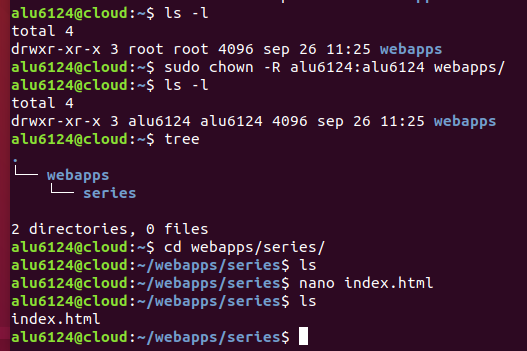 alu6124@cloud:~$ ls -l
total 4
drwxr-xr-x 3 root root 4096 sep 26 11:25 webapps
alu6124@cloud:~$ sudo chown -R alu6124:alu6124 webapps/
alu6124@cloud:~$ ls -l
total 4
drwxr-xr-x 3 alu6124 alu6124 4096 sep 26 11:25 webapps
alu6124@cloud:~$ tree
.
└── webapps
    └── series

2 directories, 0 files
alu6124@cloud:~$ cd webapps/series/
alu6124@cloud:~/webapps/series$ ls
alu6124@cloud:~/webapps/series$ nano index.html
alu6124@cloud:~/webapps/series$ ls
index.html
alu6124@cloud:~/webapps/series$